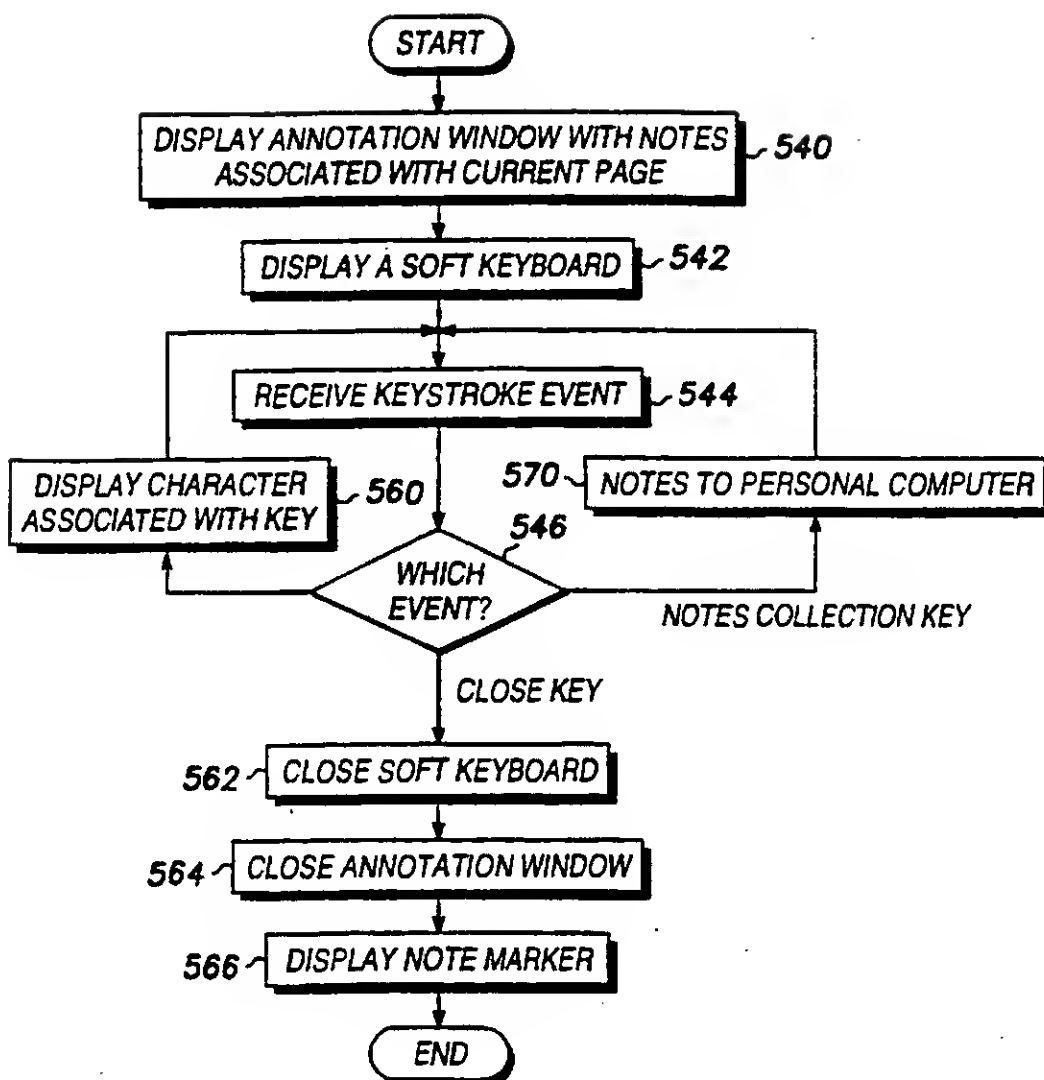 START
DISPLAY ANNOTATION WINDOW WITH NOTES
ASSOCIATED WITH CURRENT PAGE
540
DISPLAY A SOFT KEYBOARD
542
RECEIVE KEYSTROKE EVENT
544
DISPLAY CHARACTER
ASSOCIATED WITH KEY
560
570
NOTES TO PERSONAL COMPUTER
546
WHICH
EVENT?
NOTES COLLECTION KEY
CLOSE KEY
562
CLOSE SOFT KEYBOARD
564
CLOSE ANNOTATION WINDOW
566
DISPLAY NOTE MARKER
END